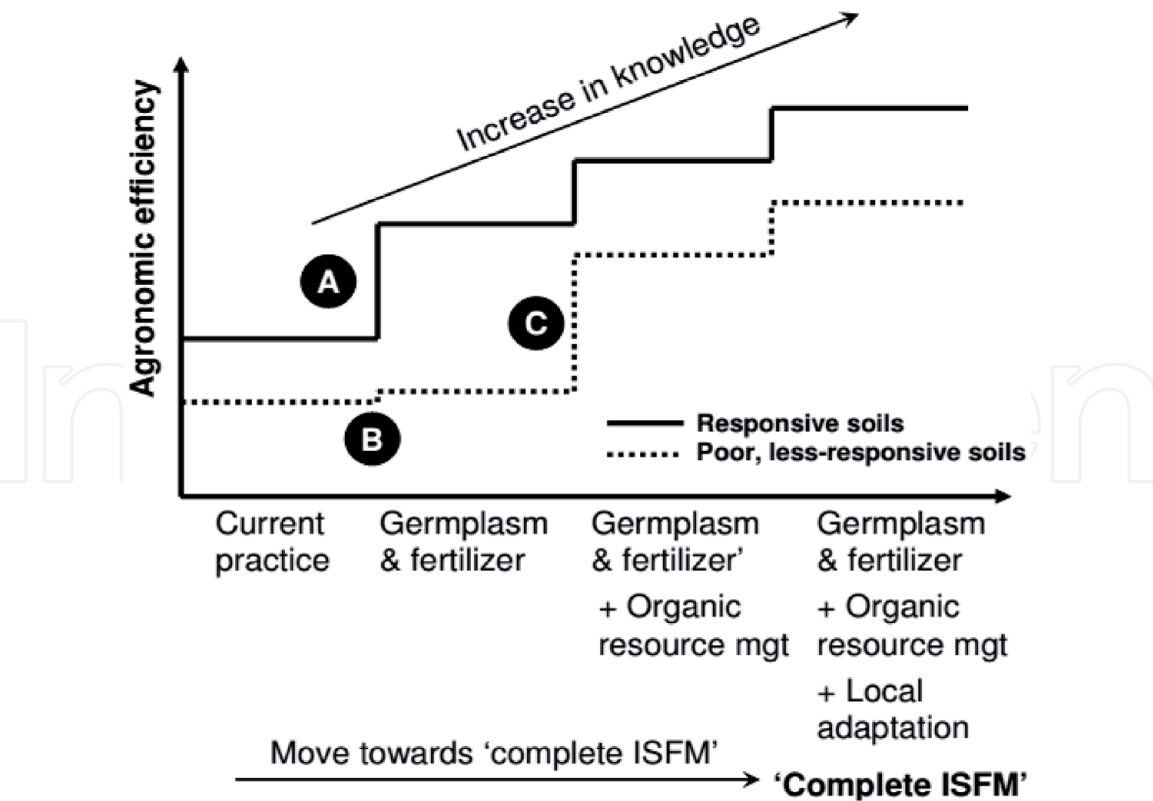 Increase in knowledge
Agronomic efficiency
A
C
B
Responsive soils
Poor, less-responsive soils
Current
practice
Germplasm
& fertilizer
Germplasm
& fertilizer’
+ Organic
resource mgt
Germplasm
& fertilizer
+ Organic
resource mgt
+ Local
adaptation
Move towards ‘complete ISFM’
‘Complete ISFM’